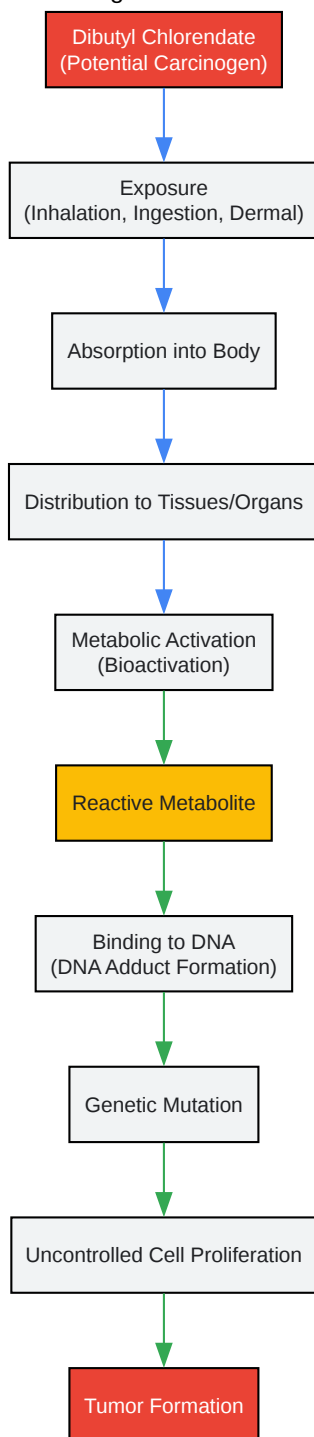 Dibutyl Chlorendate
(Potential Carcinogen)
Exposure
(Inhalation, Ingestion, Dermal)
Absorption into Body
Distribution to Tissues/Organs
Metabolic Activation
(Bioactivation)
Reactive Metabolite
Binding to DNA
(DNA Adduct Formation)
Genetic Mutation
Uncontrolled Cell Proliferation
Tumor Formation